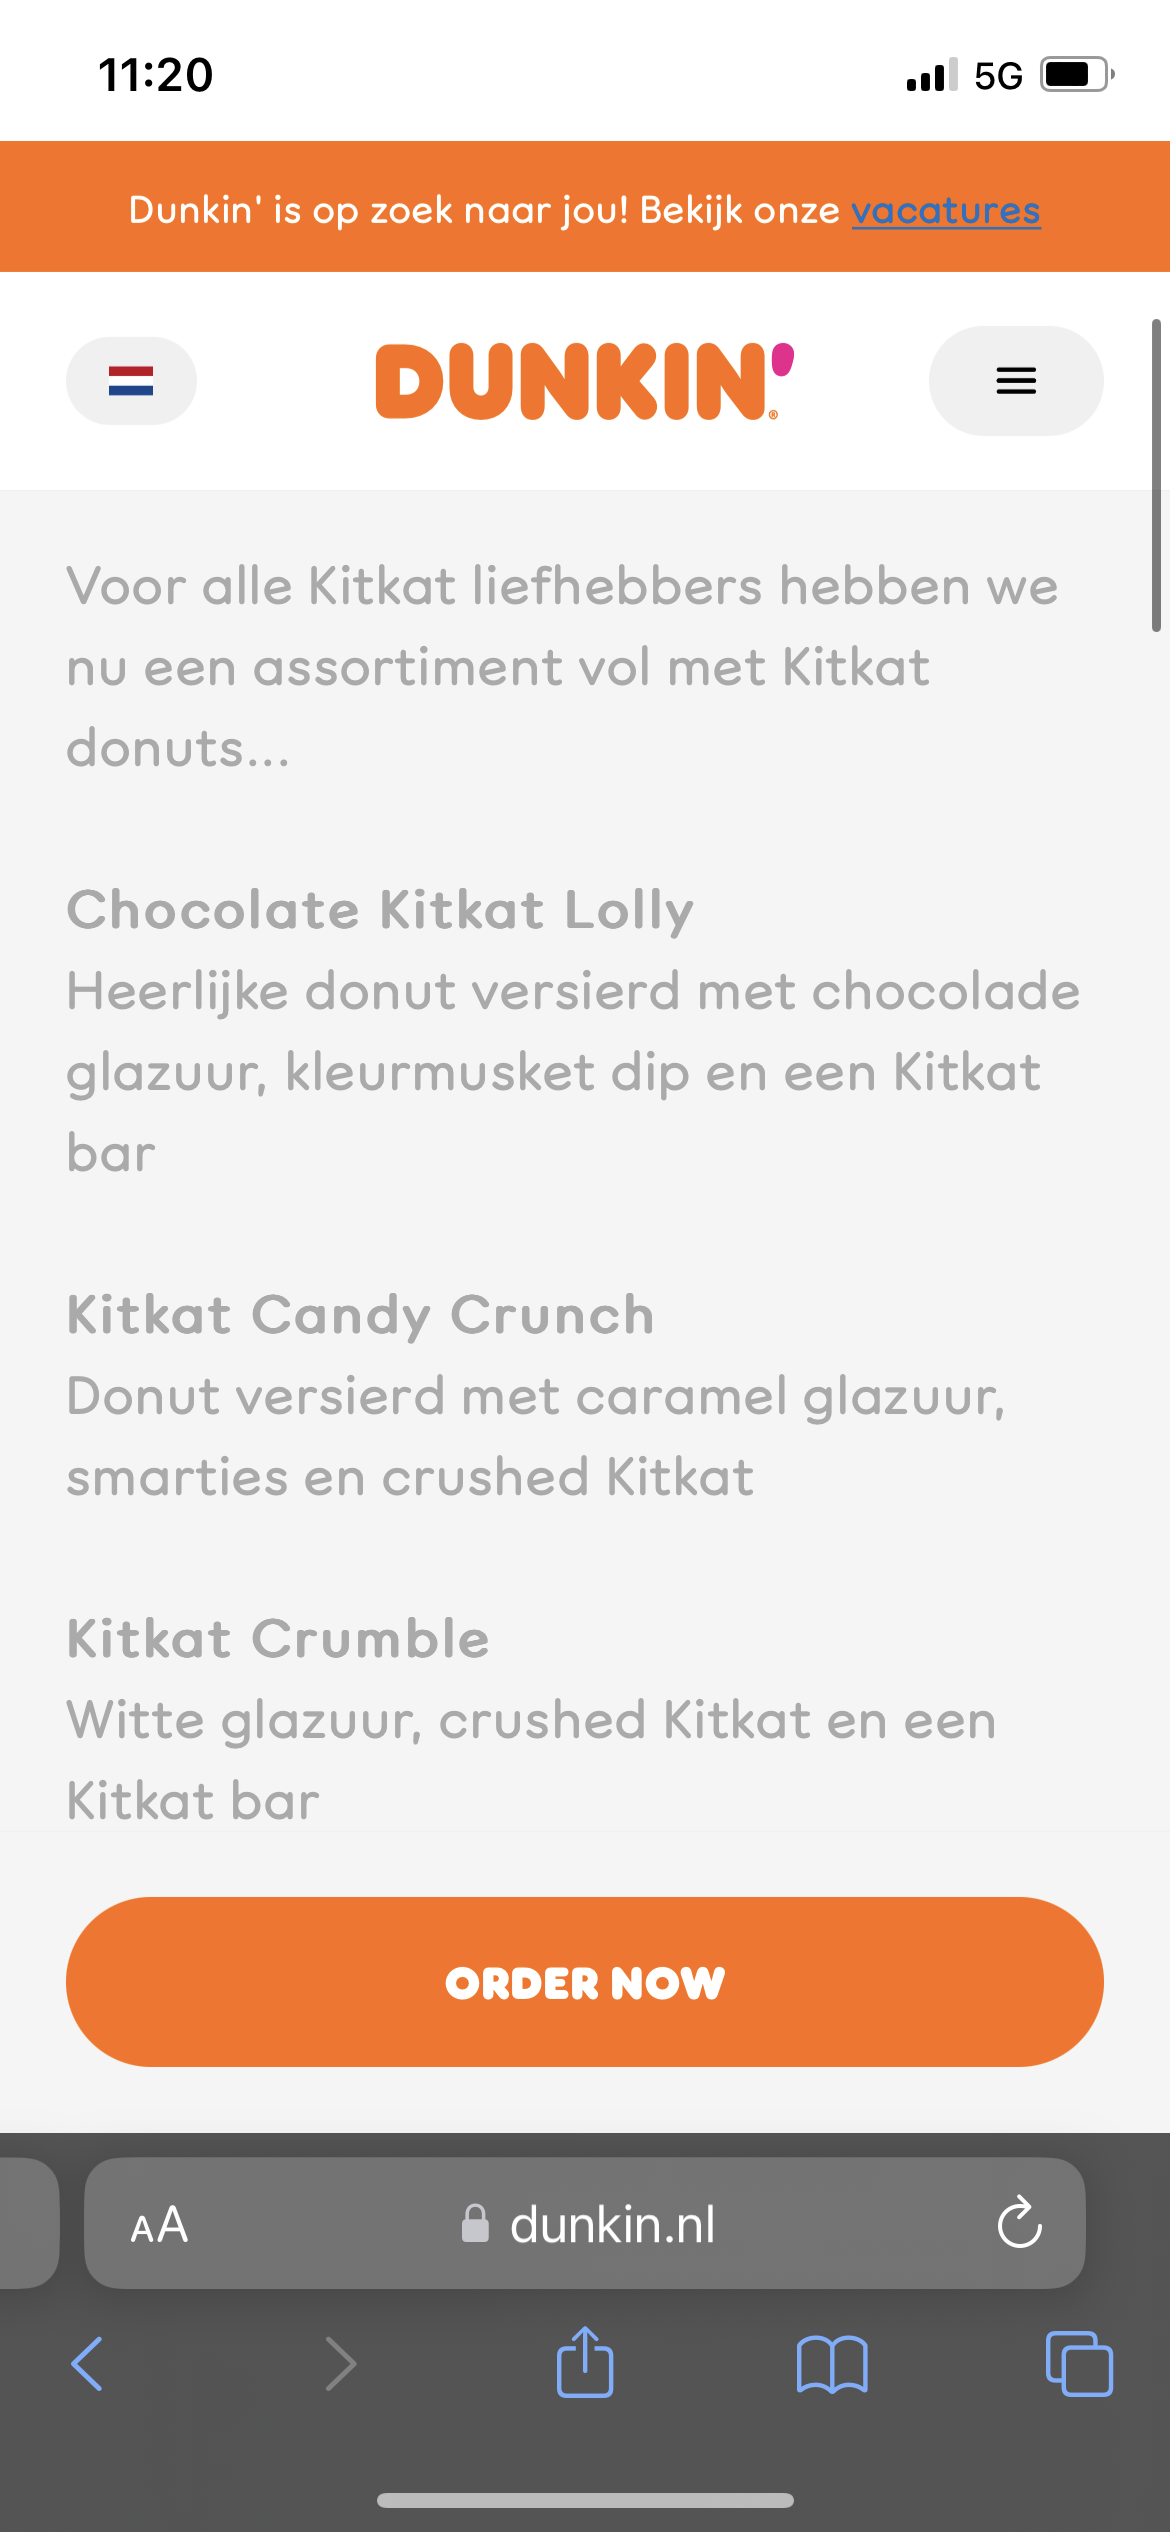 11:20
5G
Dunkin' is op zoek naar jou! Bekijk onze vacatures
DUNKIN'®
Voor alle Kitkat liefhebbers hebben we
nu een assortiment vol met Kitkat
donuts...
Chocolate Kitkat Lolly
Heerlijke donut versierd met chocolade
glazuur, kleurmusket dip en een Kitkat
bar
Kitkat Candy Crunch
Donut versierd met caramel glazuur,
smarties en crushed Kitkat
Kitkat Crumble
Witte glazuur, crushed Kitkat en een
Kitkat bar
ORDER NOW
AA
dunkin.nl